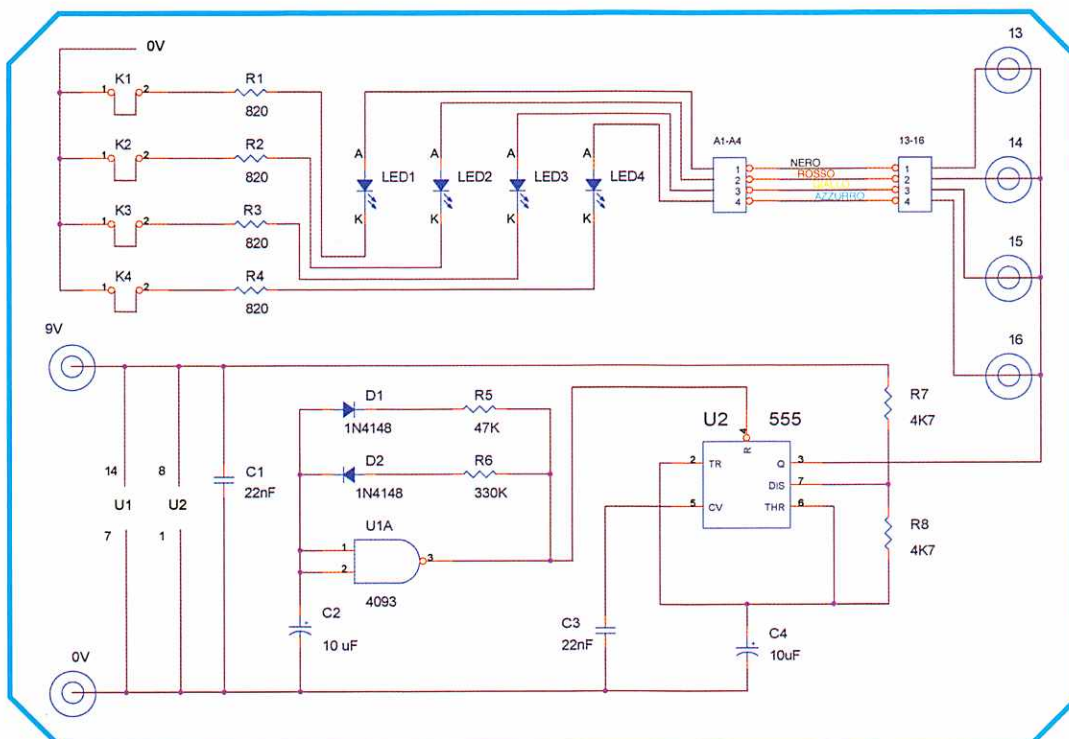 0V
13
K1
1
2
R1
820
K2
1
2
R2
820
K3
1
2
R3
820
K4
1
2
R4
820
A
LED1
K
A
LED2
K
A
LED3
K
A
LED4
K
A1-A4
1
2
3
4
NERO
ROSSO
GIALLO
AZZURRO
13-16
1
2
3
4
14
15
16
9V
14
U1
7
8
U2
1
C1
22nF
D1
1N4148
R5
47K
D2
1N4148
R6
330K
U1A
1
2
3
4093
C2
+
10 uF
C3
22nF
U2 555
4
R
2
TR
Q
3
DIS
7
5
CV
THR
6
R7
4K7
R8
4K7
C4
+
10uF
0V